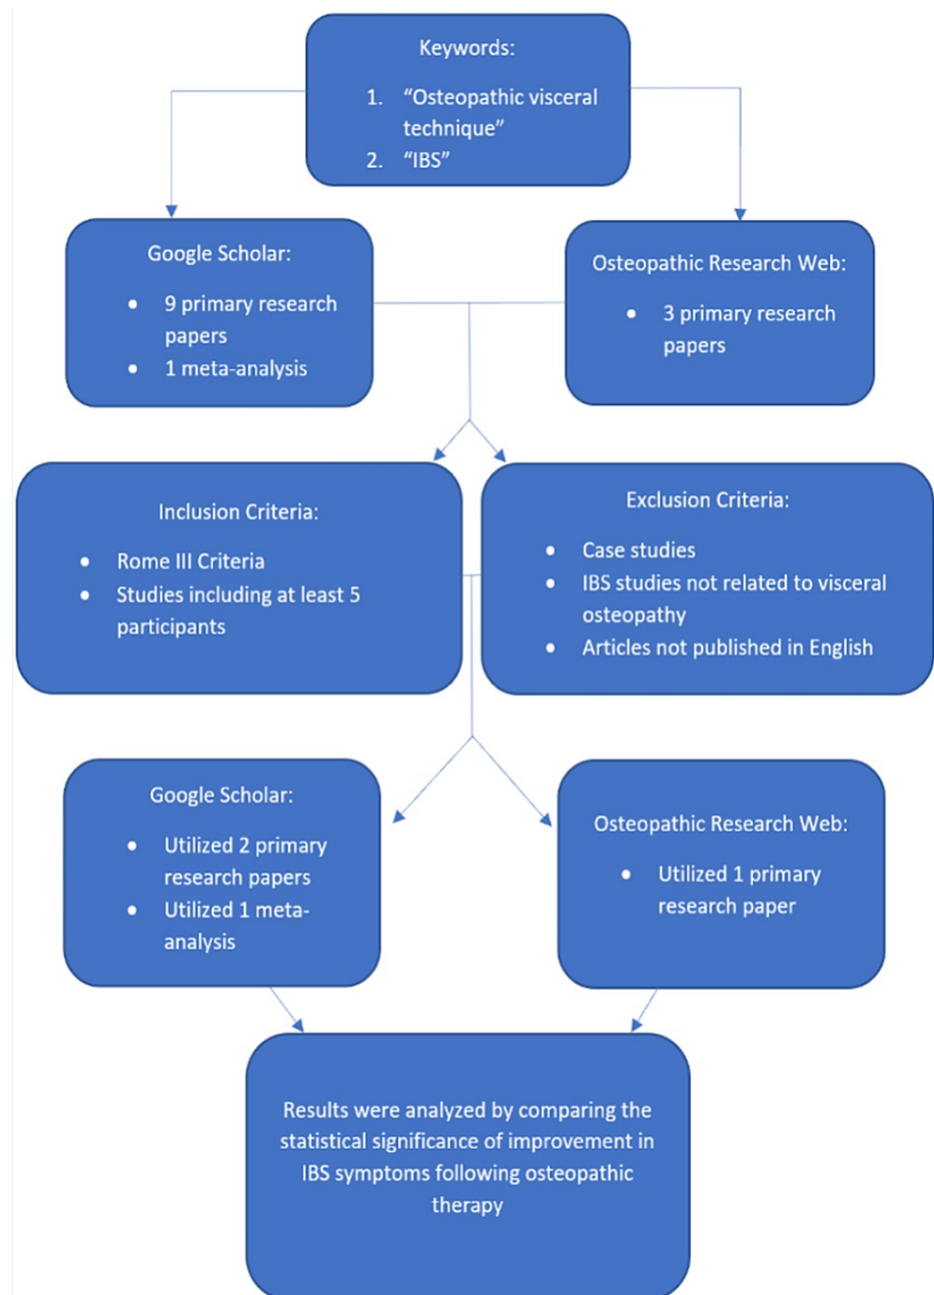 Keywords:
1. “Osteopathic visceral
technique”
2. “IBS”
Google Scholar:
• 9 primary research
papers
• 1 meta-analysis
Osteopathic Research Web:
• 3 primary research
papers
Inclusion Criteria:
• Rome III Criteria
• Studies including at least 5
participants
Exclusion Criteria:
• Case studies
• IBS studies not related to visceral
osteopathy
• Articles not published in English
Google Scholar:
• Utilized 2 primary
research papers
• Utilized 1 meta-
analysis
Osteopathic Research Web:
• Utilized 1 primary
research paper
Results were analyzed by comparing the
statistical significance of improvement in
IBS symptoms following osteopathic
therapy